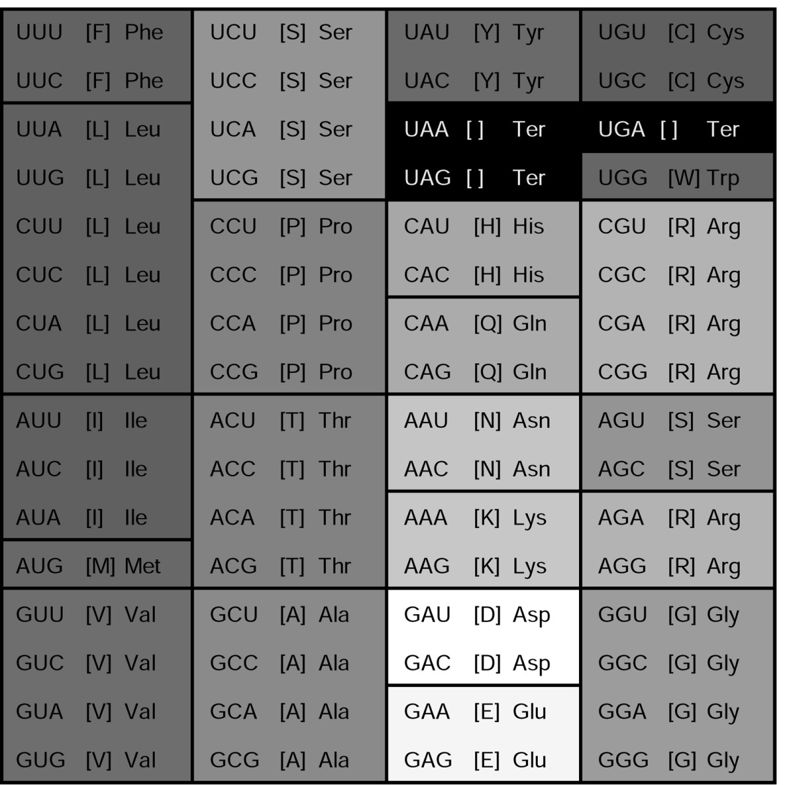 UUU [F] Phe UCU [S] Ser UAU [Y] Tyr UGU [C] Cys
UUC [F] Phe UCC [S] Ser UAC [Y] Tyr UGC [C] Cys
UUA [L] Leu UCA [S] Ser UAA [ ] Ter UGA [ ] Ter
UUG [L] Leu UCG [S] Ser UAG [ ] Ter UGG [W] Trp
CUU [L] Leu CCU [P] Pro CAU [H] His CGU [R] Arg
CUC [L] Leu CCC [P] Pro CAC [H] His CGC [R] Arg
CUA [L] Leu CCA [P] Pro CAA [Q] Gln CGA [R] Arg
CUG [L] Leu CCG [P] Pro CAG [Q] Gln CGG [R] Arg
AUU [I] Ile ACU [T] Thr AAU [N] Asn AGU [S] Ser
AUC [I] Ile ACC [T] Thr AAC [N] Asn AGC [S] Ser
AUA [I] Ile ACA [T] Thr AAA [K] Lys AGA [R] Arg
AUG [M] Met ACG [T] Thr AAG [K] Lys AGG [R] Arg
GUU [V] Val GCU [A] Ala GAU [D] Asp GGU [G] Gly
GUC [V] Val GCC [A] Ala GAC [D] Asp GGC [G] Gly
GUA [V] Val GCA [A] Ala GAA [E] Glu GGA [G] Gly
GUG [V] Val GCG [A] Ala GAG [E] Glu GGG [G] Gly